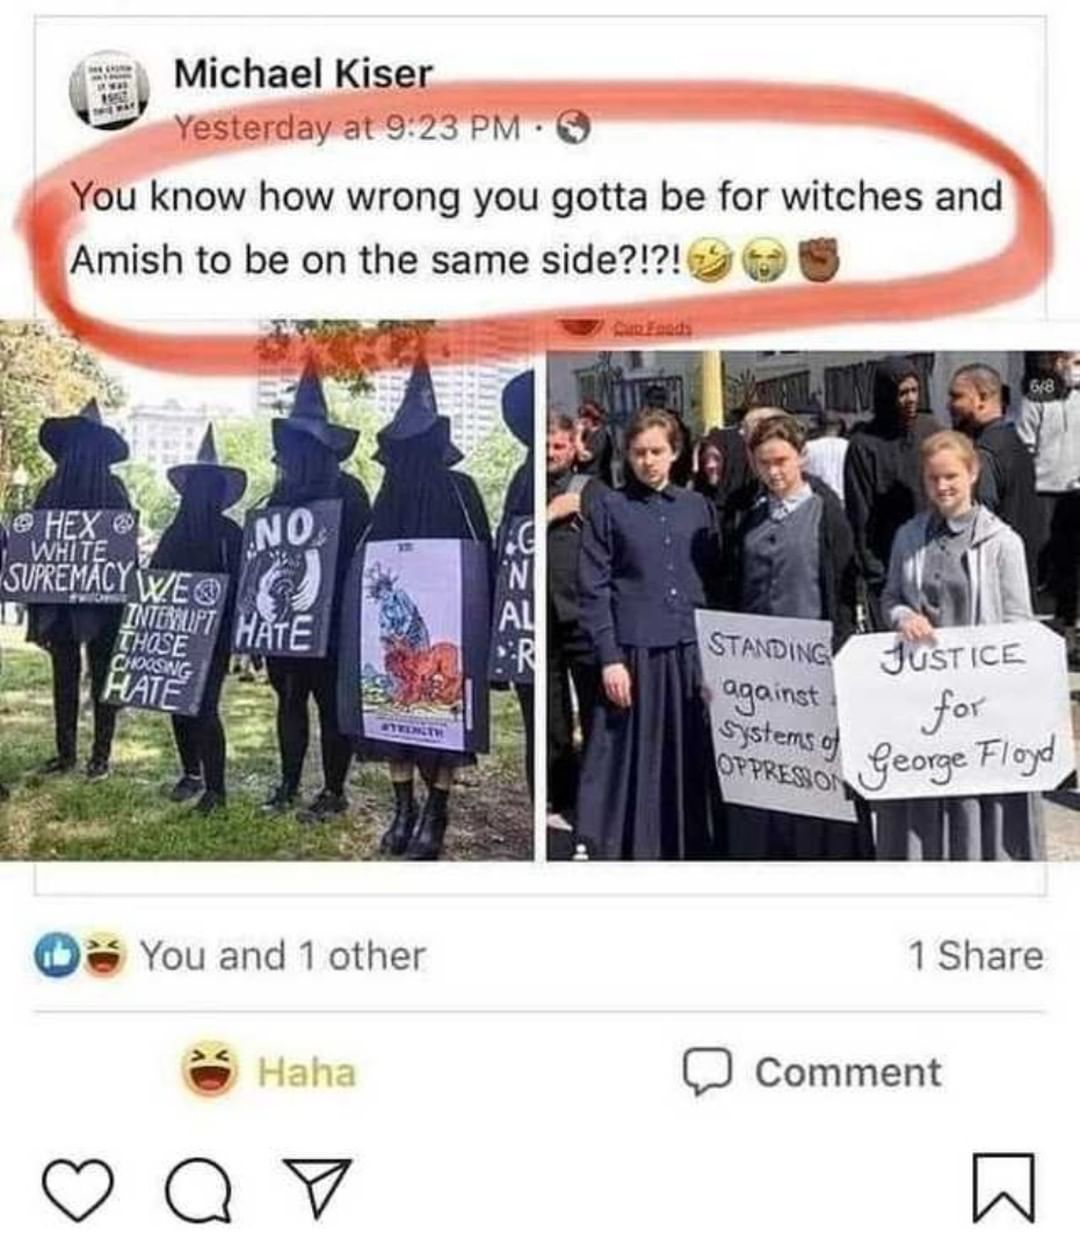 Michael Kiser
Yesterday at 9:23 PM ·
You know how wrong you gotta be for witches and
Amish to be on the same side?!?!🤣😭✊🏾
Cup Foods
6/8
HEX
WHITE
SUPREMACY
WE
INTERRUPT
THOSE
CHOOSING
HATE
NO
HATE
STRENGTH
N
AL
R
STANDING
against
systems of
OPPRESSION
JUSTICE
for
George Floyd
You and 1 other
1 Share
Haha
Comment